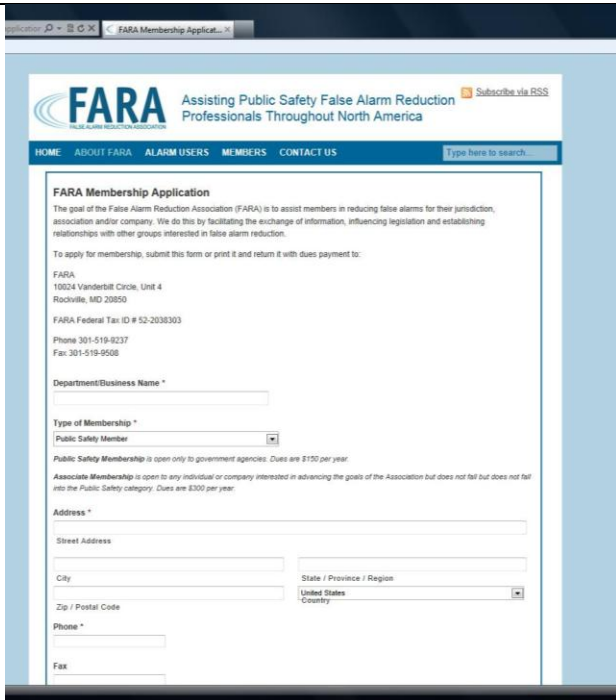 FARA Membership Applicat...
FARA
FALSE ALARM REDUCTION ASSOCIATION
Assisting Public Safety False Alarm Reduction
Professionals Throughout North America
Subscribe via RSS
HOME ABOUT FARA ALARM USERS MEMBERS CONTACT US Type here to search...
FARA Membership Application
The goal of the False Alarm Reduction Association (FARA) is to assist members in reducing false alarms for their jurisdiction,
association and/or company. We do this by facilitating the exchange of information, influencing legislation and establishing
relationships with other groups interested in false alarm reduction.
To apply for membership, submit this form or print it and return it with dues payment to:
FARA
10024 Vanderbilt Circle, Unit 4
Rockville, MD 20850
FARA Federal Tax ID # 52-2038303
Phone 301-519-9237
Fax 301-519-9508
Department/Business Name *
Type of Membership *
Public Safety Member
Public Safety Membership is open only to government agencies. Dues are $150 per year.
Associate Membership is open to any individual or company interested in advancing the goals of the Association but does not fall but does not fall
into the Public Safety category. Dues are $300 per year.
Address *
Street Address
City State / Province / Region
United States
Zip / Postal Code Country
Phone *
Fax